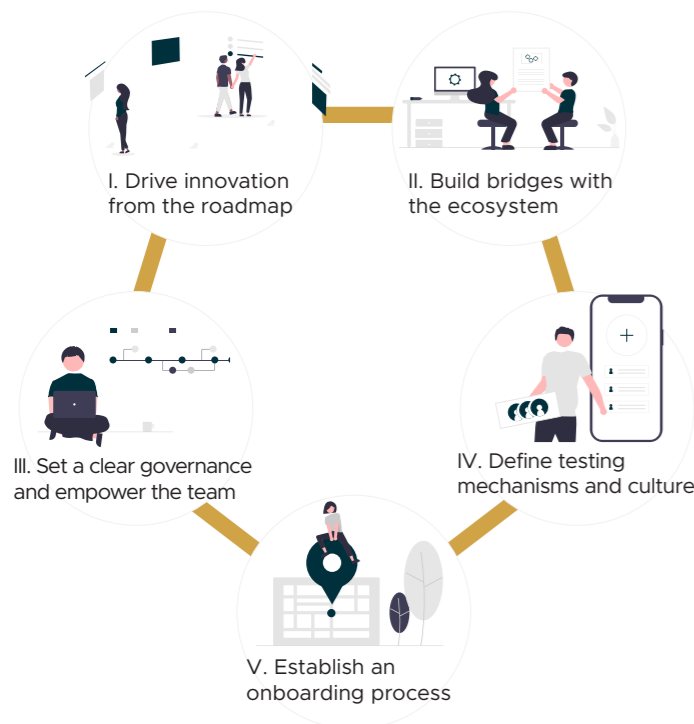 I. Drive innovation
from the roadmap
II. Build bridges with
the ecosystem
III. Set a clear governance
and empower the team
IV. Define testing
mechanisms and culture
V. Establish an
onboarding process